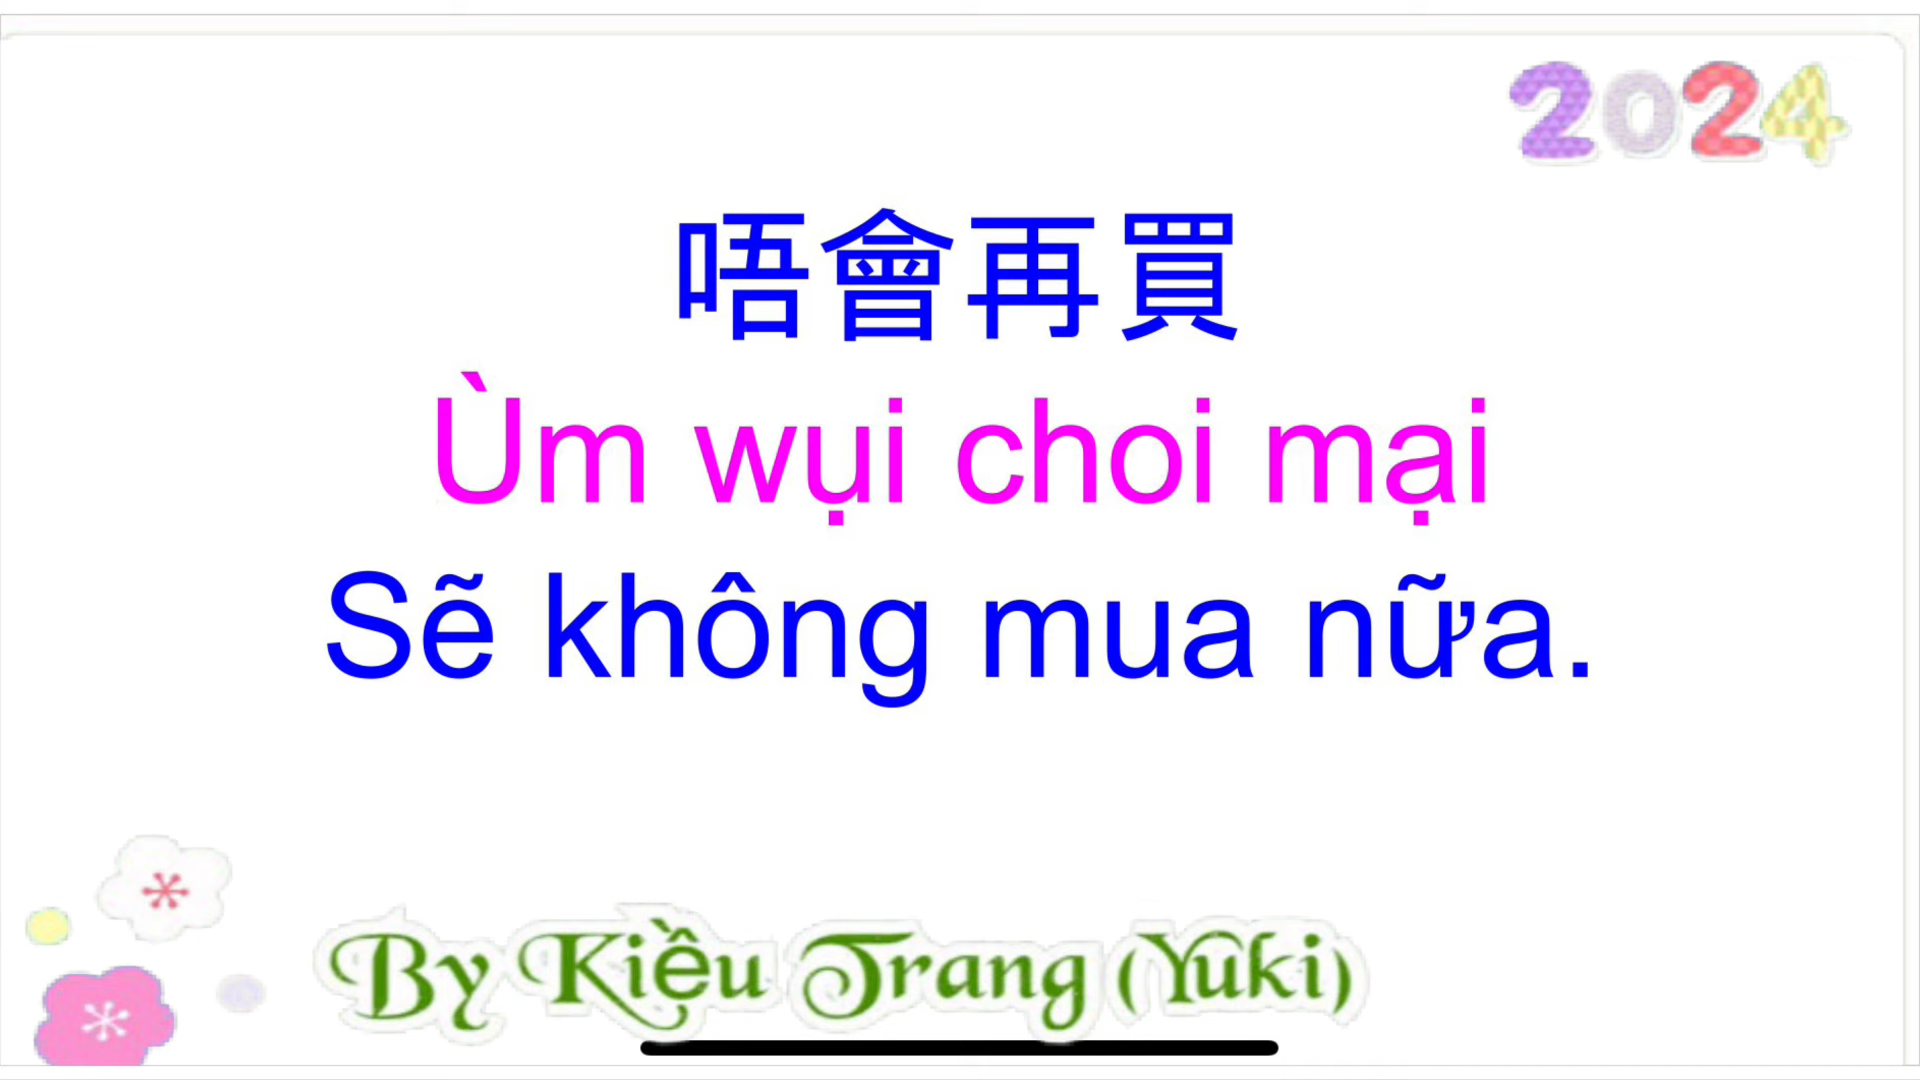 2024
唔會再買
Ùm wụi choi mại
Sẽ không mua nữa.
By Kiều Trang (Yuki)